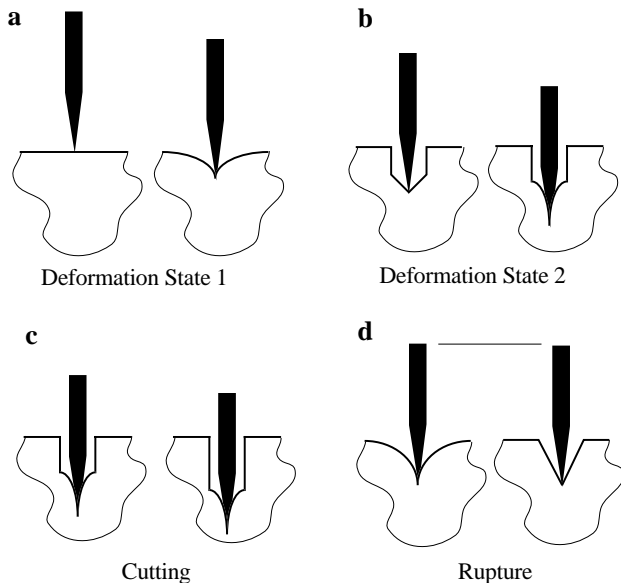 a
b
Deformation State 1
Deformation State 2
c
d
Cutting
Rupture